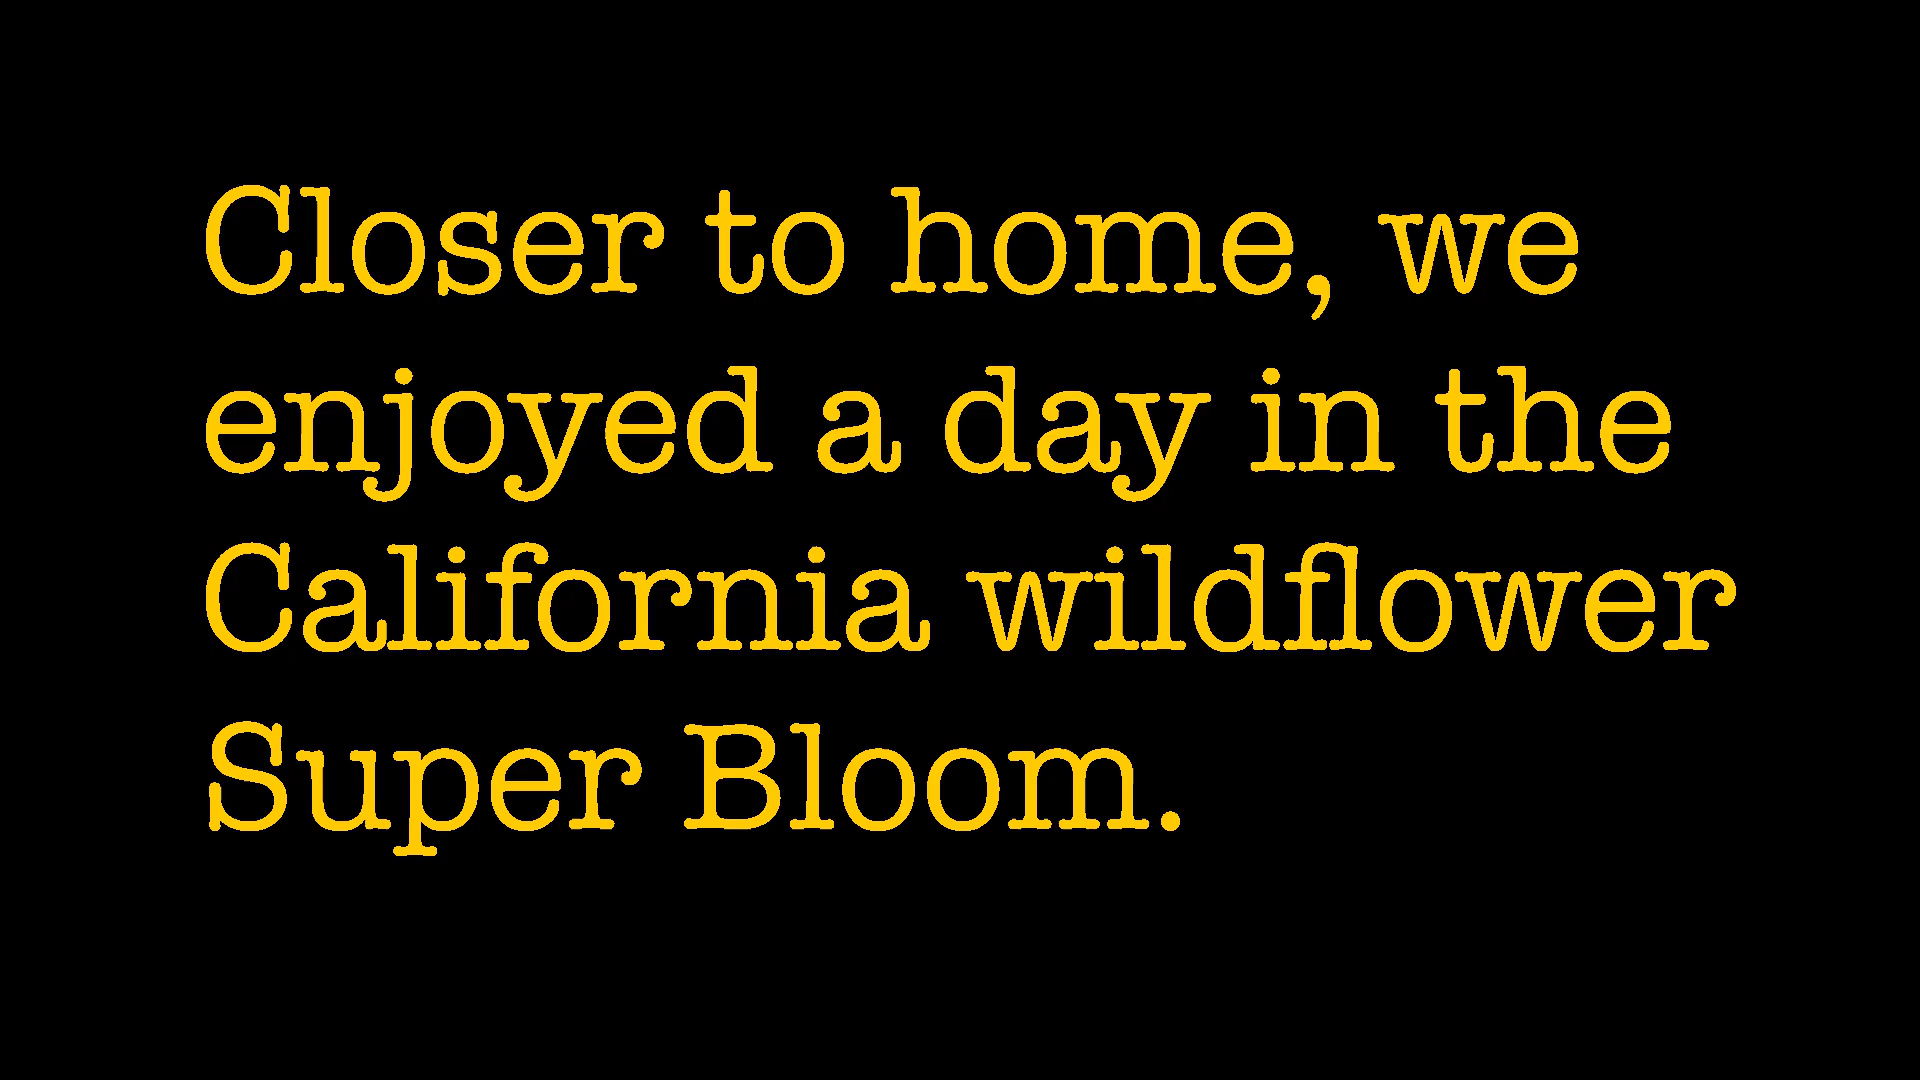 Closer to home, we
enjoyed a day in the
California wildflower
Super Bloom.